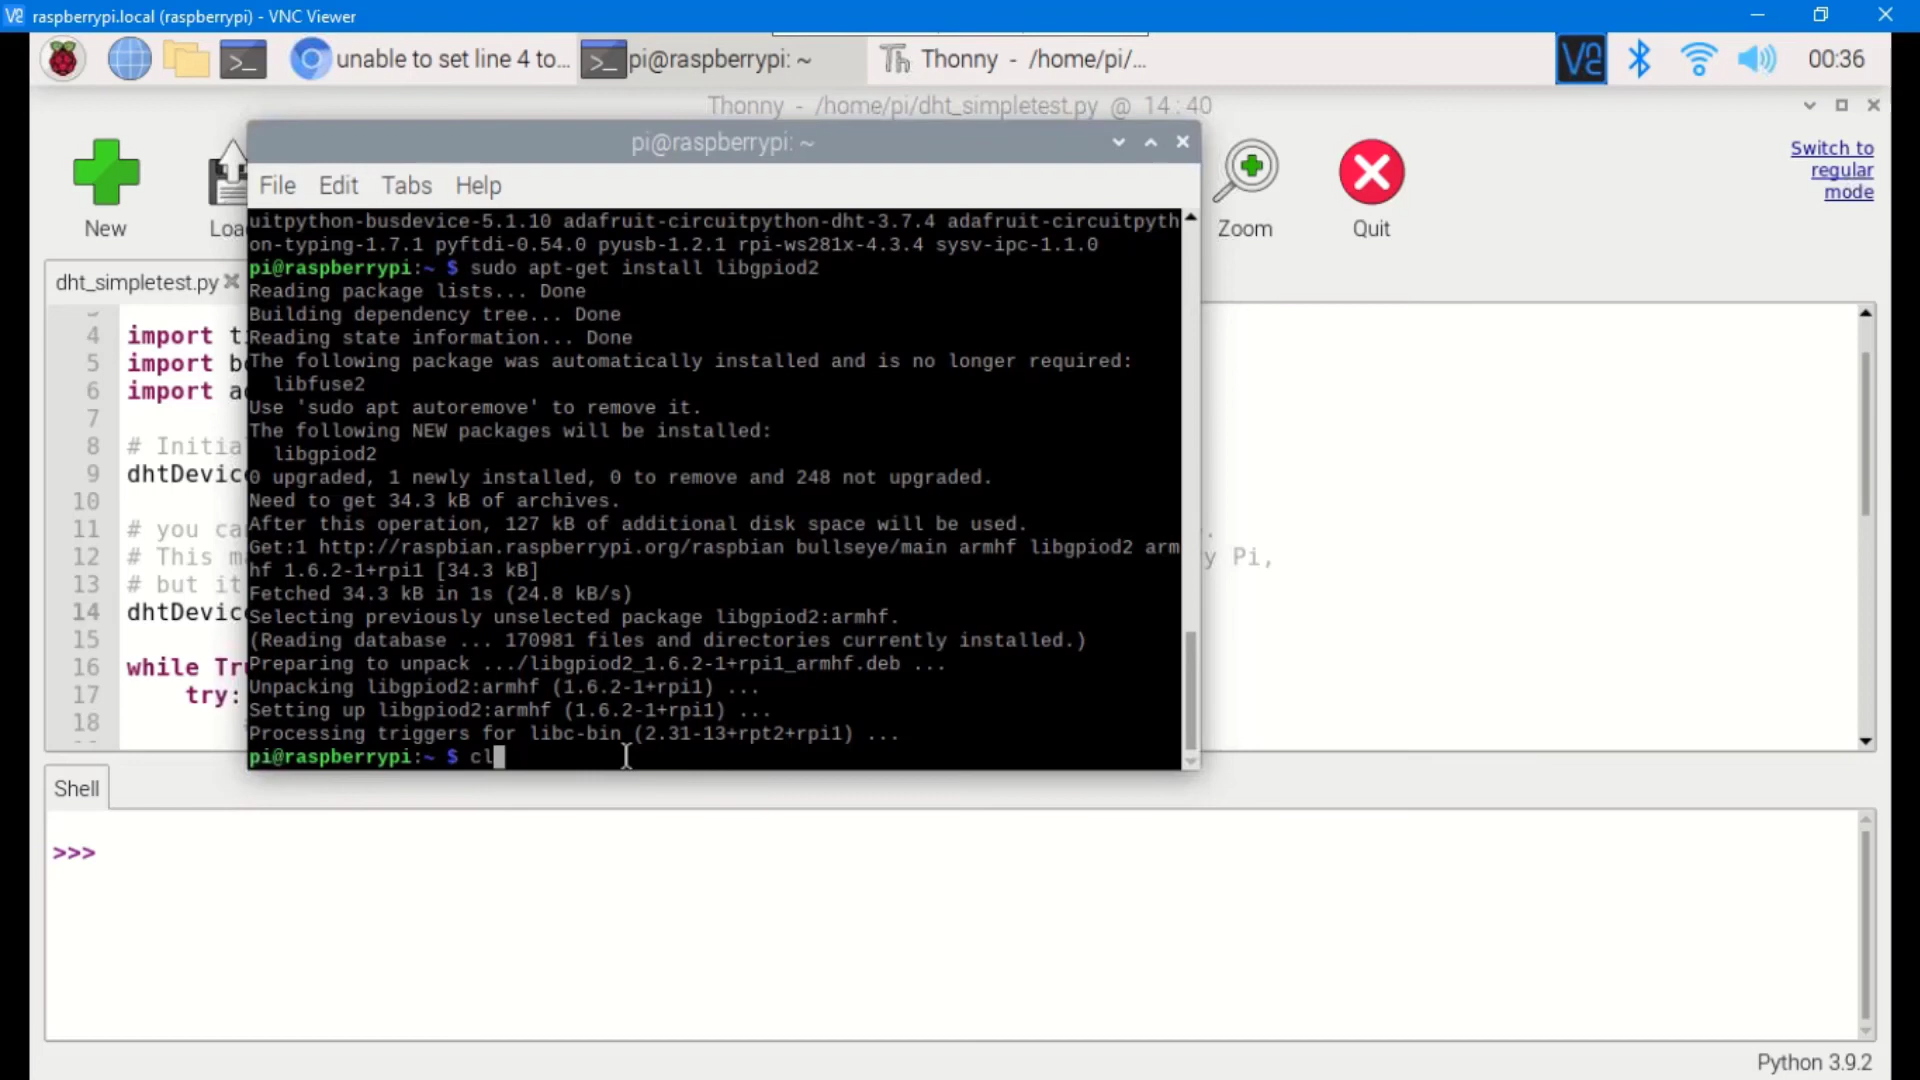 raspberrypi.local (raspberrypi) - VNC Viewer
unable to set line 4 to...
pi@raspberrypi: ~
Thonny - /home/pi/...
00:36
Thonny - /home/pi/dht_simpletest.py @ 14:40
pi@raspberrypi: ~
Switch to
regular
mode
File Edit Tabs Help
New
Loa
Zoom
Quit
uitpython-busdevice-5.1.10 adafruit-circuitpython-dht-3.7.4 adafruit-circuitpyth
on-typing-1.7.1 pyftdi-0.54.0 pyusb-1.2.1 rpi-ws281x-4.3.4 sysv-ipc-1.1.0
pi@raspberrypi:~ $ sudo apt-get install libgpiod2
Reading package lists... Done
Building dependency tree... Done
Reading state information... Done
The following package was automatically installed and is no longer required:
libfuse2
Use 'sudo apt autoremove' to remove it.
The following NEW packages will be installed:
libgpiod2
0 upgraded, 1 newly installed, 0 to remove and 248 not upgraded.
Need to get 34.3 kB of archives.
After this operation, 127 kB of additional disk space will be used.
Get:1 http://raspbian.raspberrypi.org/raspbian bullseye/main armhf libgpiod2 arm
hf 1.6.2-1+rpi1 [34.3 kB]
Fetched 34.3 kB in 1s (24.8 kB/s)
Selecting previously unselected package libgpiod2:armhf.
(Reading database ... 170981 files and directories currently installed.)
Preparing to unpack .../libgpiod2_1.6.2-1+rpi1_armhf.deb ...
Unpacking libgpiod2:armhf (1.6.2-1+rpi1) ...
Setting up libgpiod2:armhf (1.6.2-1+rpi1) ...
Processing triggers for libc-bin (2.31-13+rpt2+rpi1) ...
pi@raspberrypi:~ $ cl
dht_simpletest.py
4 import t
5 import b
6 import a
7
8 # Initia
9 dhtDevic
10
11 # you ca
12 # This m
y Pi,
13 # but it
14 dhtDevic
15
16 while Tr
17 try:
18
Shell
>>>
Python 3.9.2